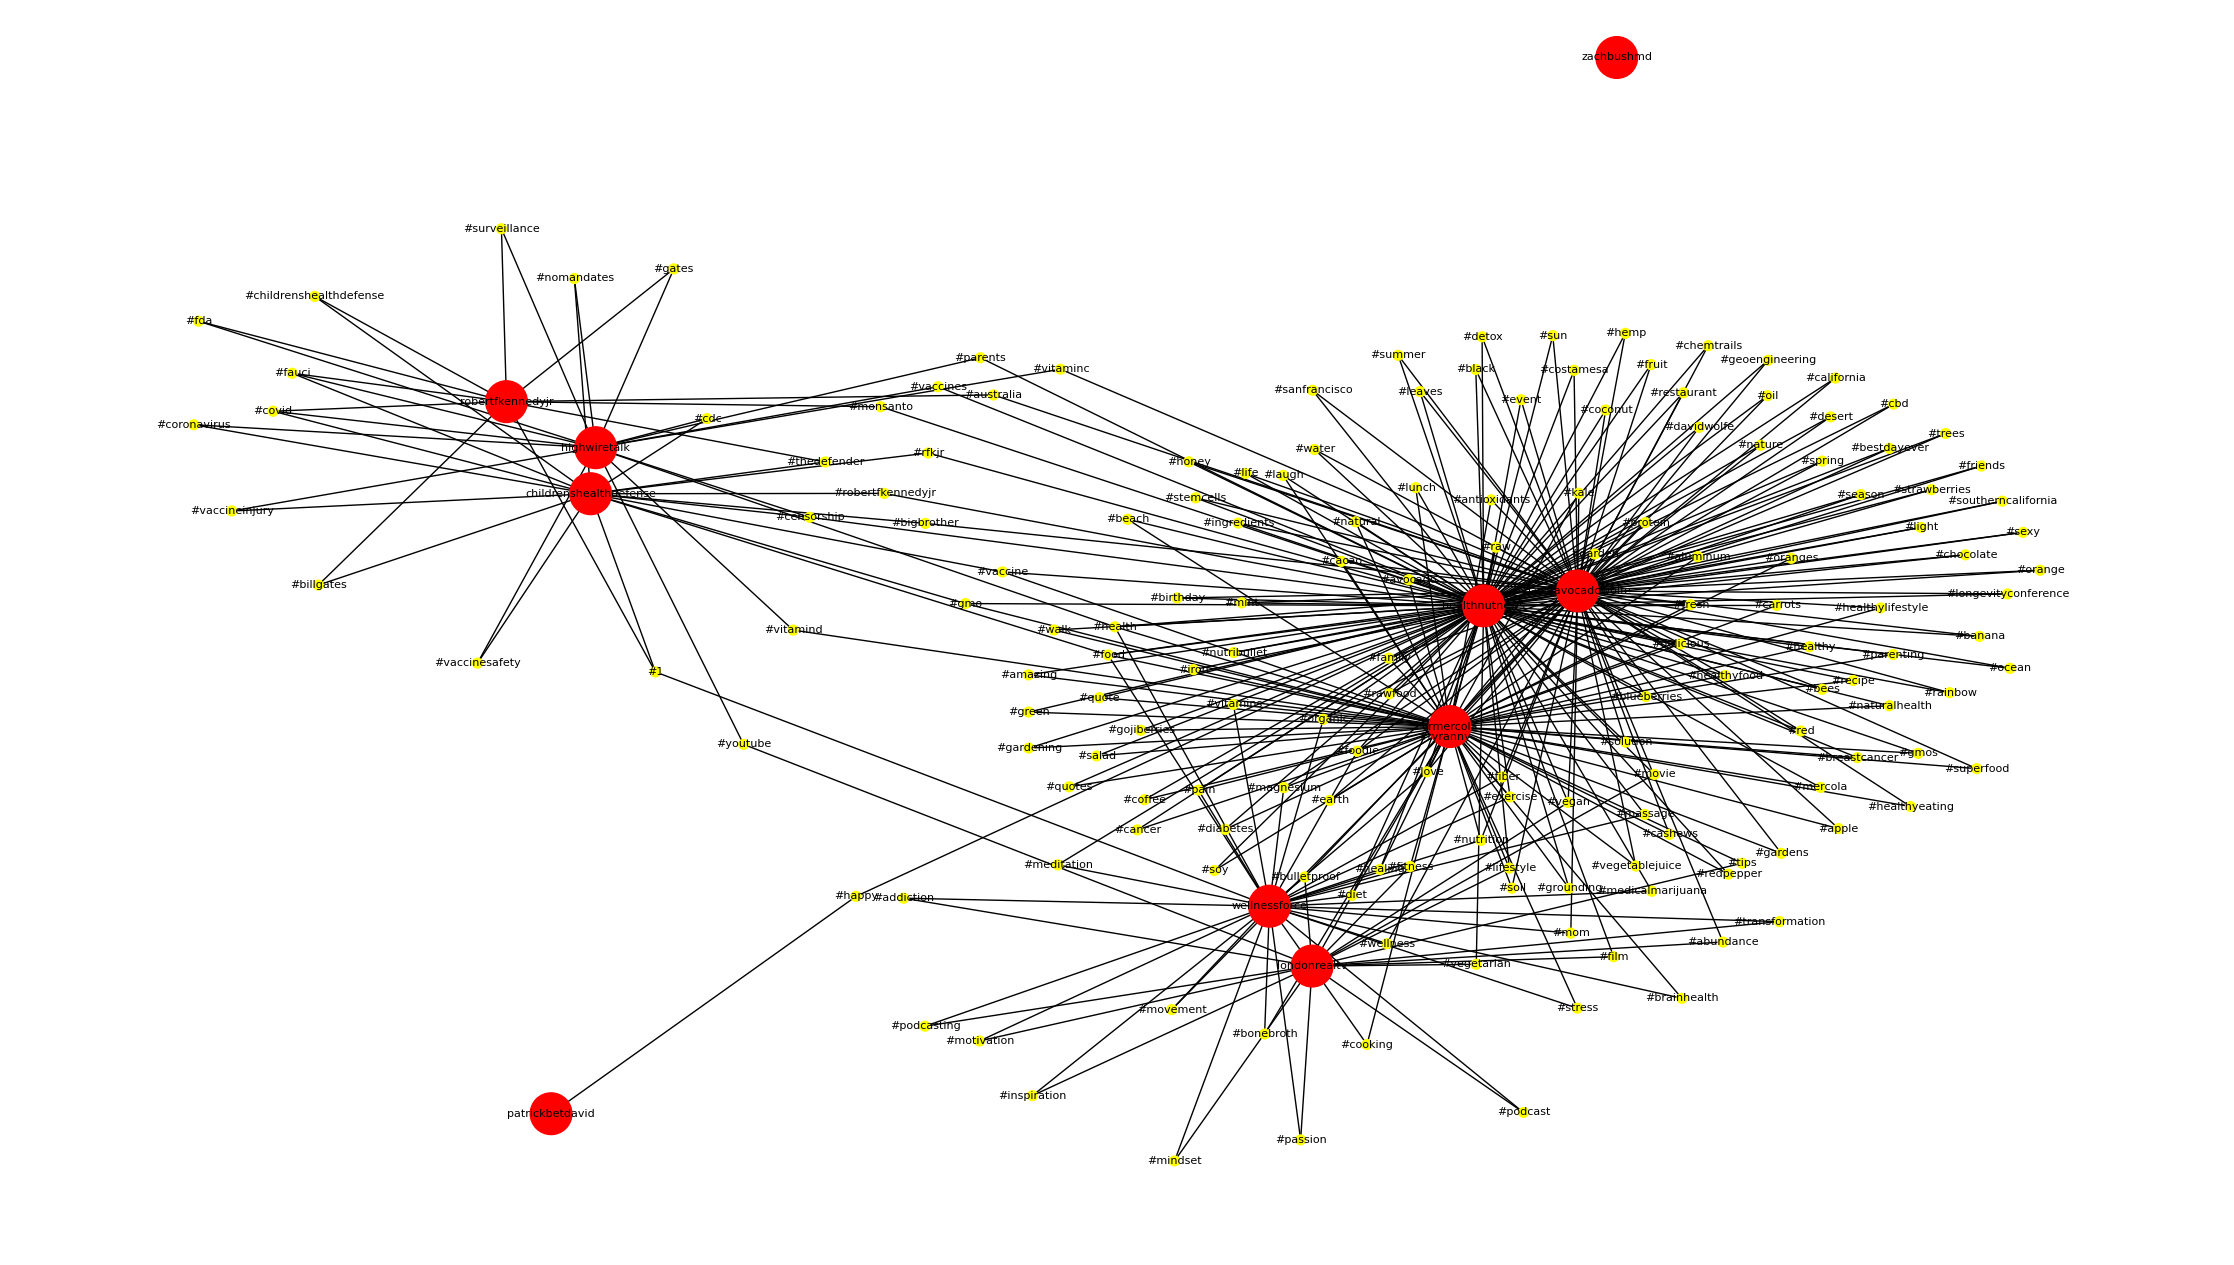 zachbushmd
#surveillance
#gates
#nomandates
#childrenshealthdefense
#fda
#hemp
#sun
#detox
#chemtrails
#summer
#parents
#geoengineering
#fruit
#vitaminc
#black
#costamesa
#fauci
#california
#vaccines
#sanfrancisco
#leaves
#restaurant
#australia
#oil
#event
robertfkennedyjr
#cbd
#monsanto
#coconut
#covid
#desert
#cdc
#coronavirus
#davidwolfe
#trees
#nature
highwiretalk
#bestdayever
#water
#rfkjr
#thedefender
#honey
#spring
#friends
#life
#laugh
#lunch
#strawberries
childrenshealthdefense
#robertfkennedyjr
#kale
#season
#stemcells
#antioxidants
#southerncalifornia
#vaccineinjury
#censorship
#beach
#bigbrother
#ingredients
#natural
#protein
#light
#sexy
#raw
#chocolate
#aluminum
#oranges
#cacao
#orange
#vaccine
#billgates
#longevityconference
#birthday
#mint
#gmo
#fresh
#carrots
#healthylifestyle
#vitamind
#walk
#health
#banana
#delicious
#healthy
#nutribullet
#food
#parenting
#vaccinesafety
#ocean
#iron
#1
#amazing
#healthyfood
#recipe
#bees
#rainbow
#rawfood
#blueberries
#quote
#vitamins
#naturalhealth
#green
#organic
#gojiberries
#red
#solution
#youtube
#gardening
#foodie
#gmos
#salad
#breastcancer
#superfood
#love
#movie
#fiber
#quotes
#magnesium
#mercola
#pain
#exercise
#coffee
#earth
#vegan
#healthyeating
#massage
#cancer
#diabetes
#apple
#cashews
#nutrition
#gardens
#meditation
#tips
#vegetablejuice
#fitness
#lifestyle
#healing
#soy
#redpepper
#bulletproof
#soil
#grounding
#medicalmarijuana
#happy
#addiction
#diet
wellnessforce
#transformation
#mom
#abundance
#wellness
#film
#vegetarian
londonrealtv
#brainhealth
#stress
#movement
#podcasting
#bonebroth
#motivation
#cooking
#inspiration
#podcast
patrickbetdavid
#passion
#mindset